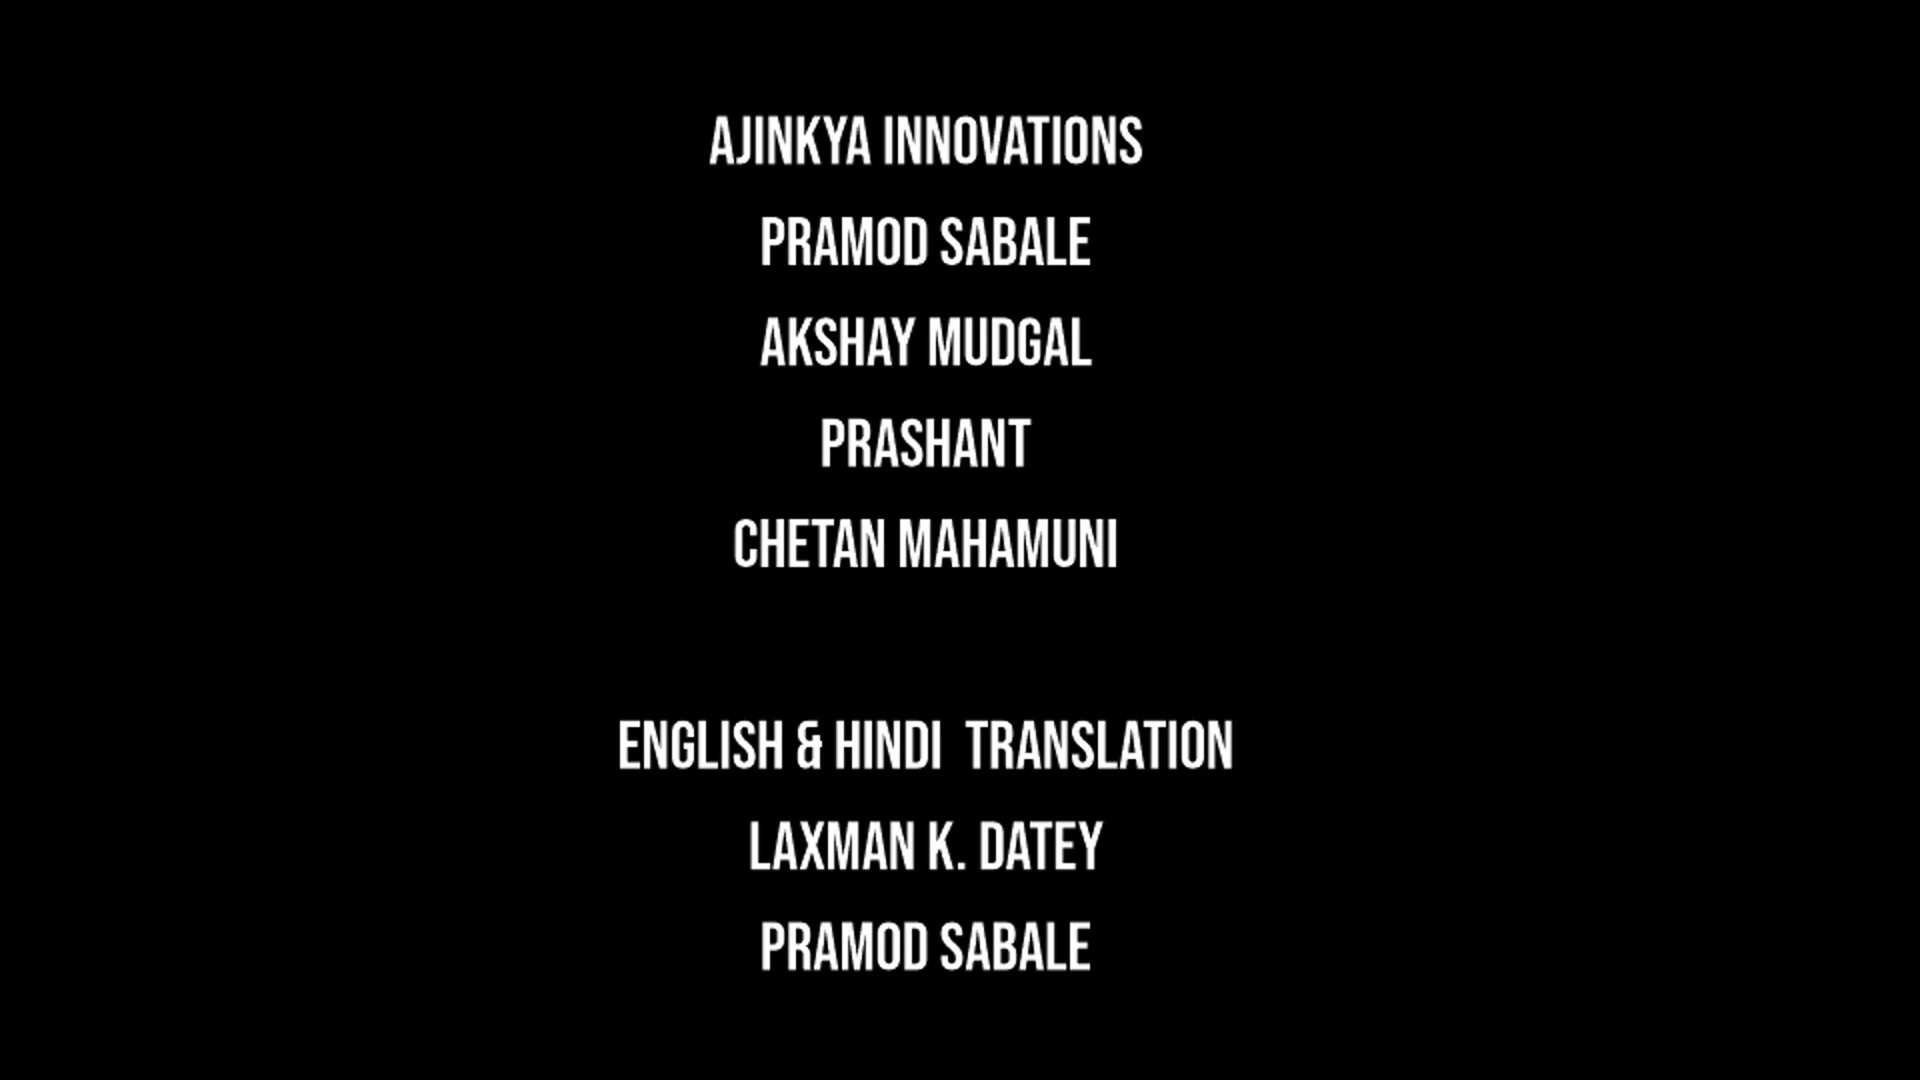 AJINKYA INNOVATIONS
PRAMOD SABALE
AKSHAY MUDGAL
PRASHANT
CHETAN MAHAMUNI
ENGLISH & HINDI  TRANSLATION
LAXMAN K. DATEY
PRAMOD SABALE